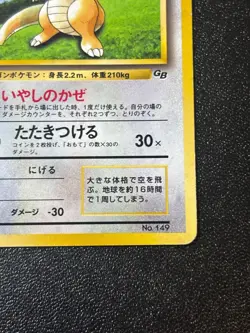 ンポケモン：身長2.2m、体重210kg
GB
いやしのかぜ
ードを手札から場に出した時、1度だけ使える。自分の場の
ダメージカウンターを、それぞれ2つずつ、とりのぞく。
たたきつける 30×
コインを2枚投げ、「おもて」の数×30の
ダメージ。
にげる
ダメージ -30
大きな体格で空を飛
ぶ。地球を約16時間
で1周してしまう。
No.149